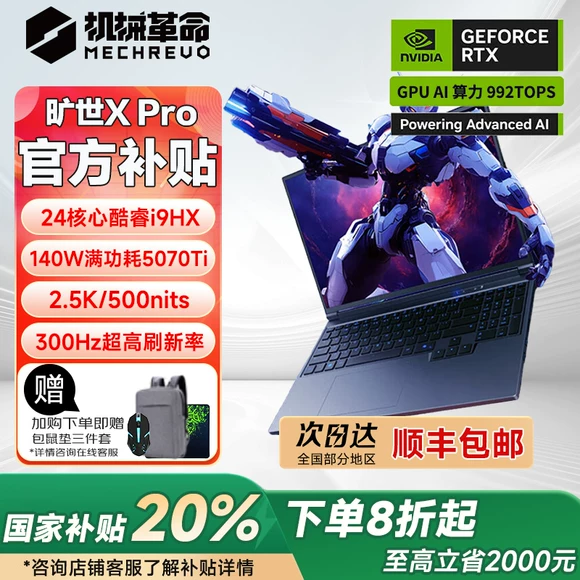 机械革命
MECHREVO
NVIDIA
GEFORCE
RTX
GPU AI 算力 992TOPS
Powering Advanced AI
旷世X Pro
官方补贴
24核心酷睿i9HX
140W满功耗5070Ti
2.5K/500nits
300Hz超高刷新率
赠
加购下单即赠
包鼠垫三件套
*详情咨询在线客服
次日达
全国部分地区
顺丰包邮
国家补贴20%
下单8折起
*咨询店铺客服了解补贴详情
至高立省2000元